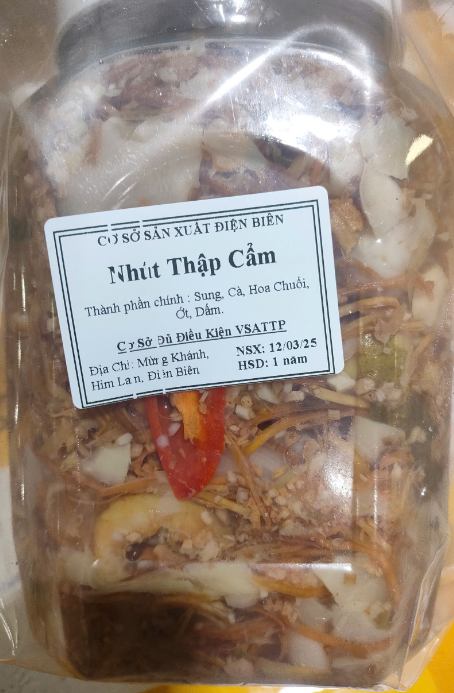 CƠ SỞ SẢN XUẤT ĐIỆN BIÊN
Nhút Thập Cẩm
Thành phần chính : Sung, Cà, Hoa Chuối,
Ớt, Dấm.
Cơ Sở Đủ Điều Kiện VSATTP
Địa Chỉ: Mừng Khánh,
Him Lam, Điện Biên
NSX: 12/03/25
HSD: 1 năm